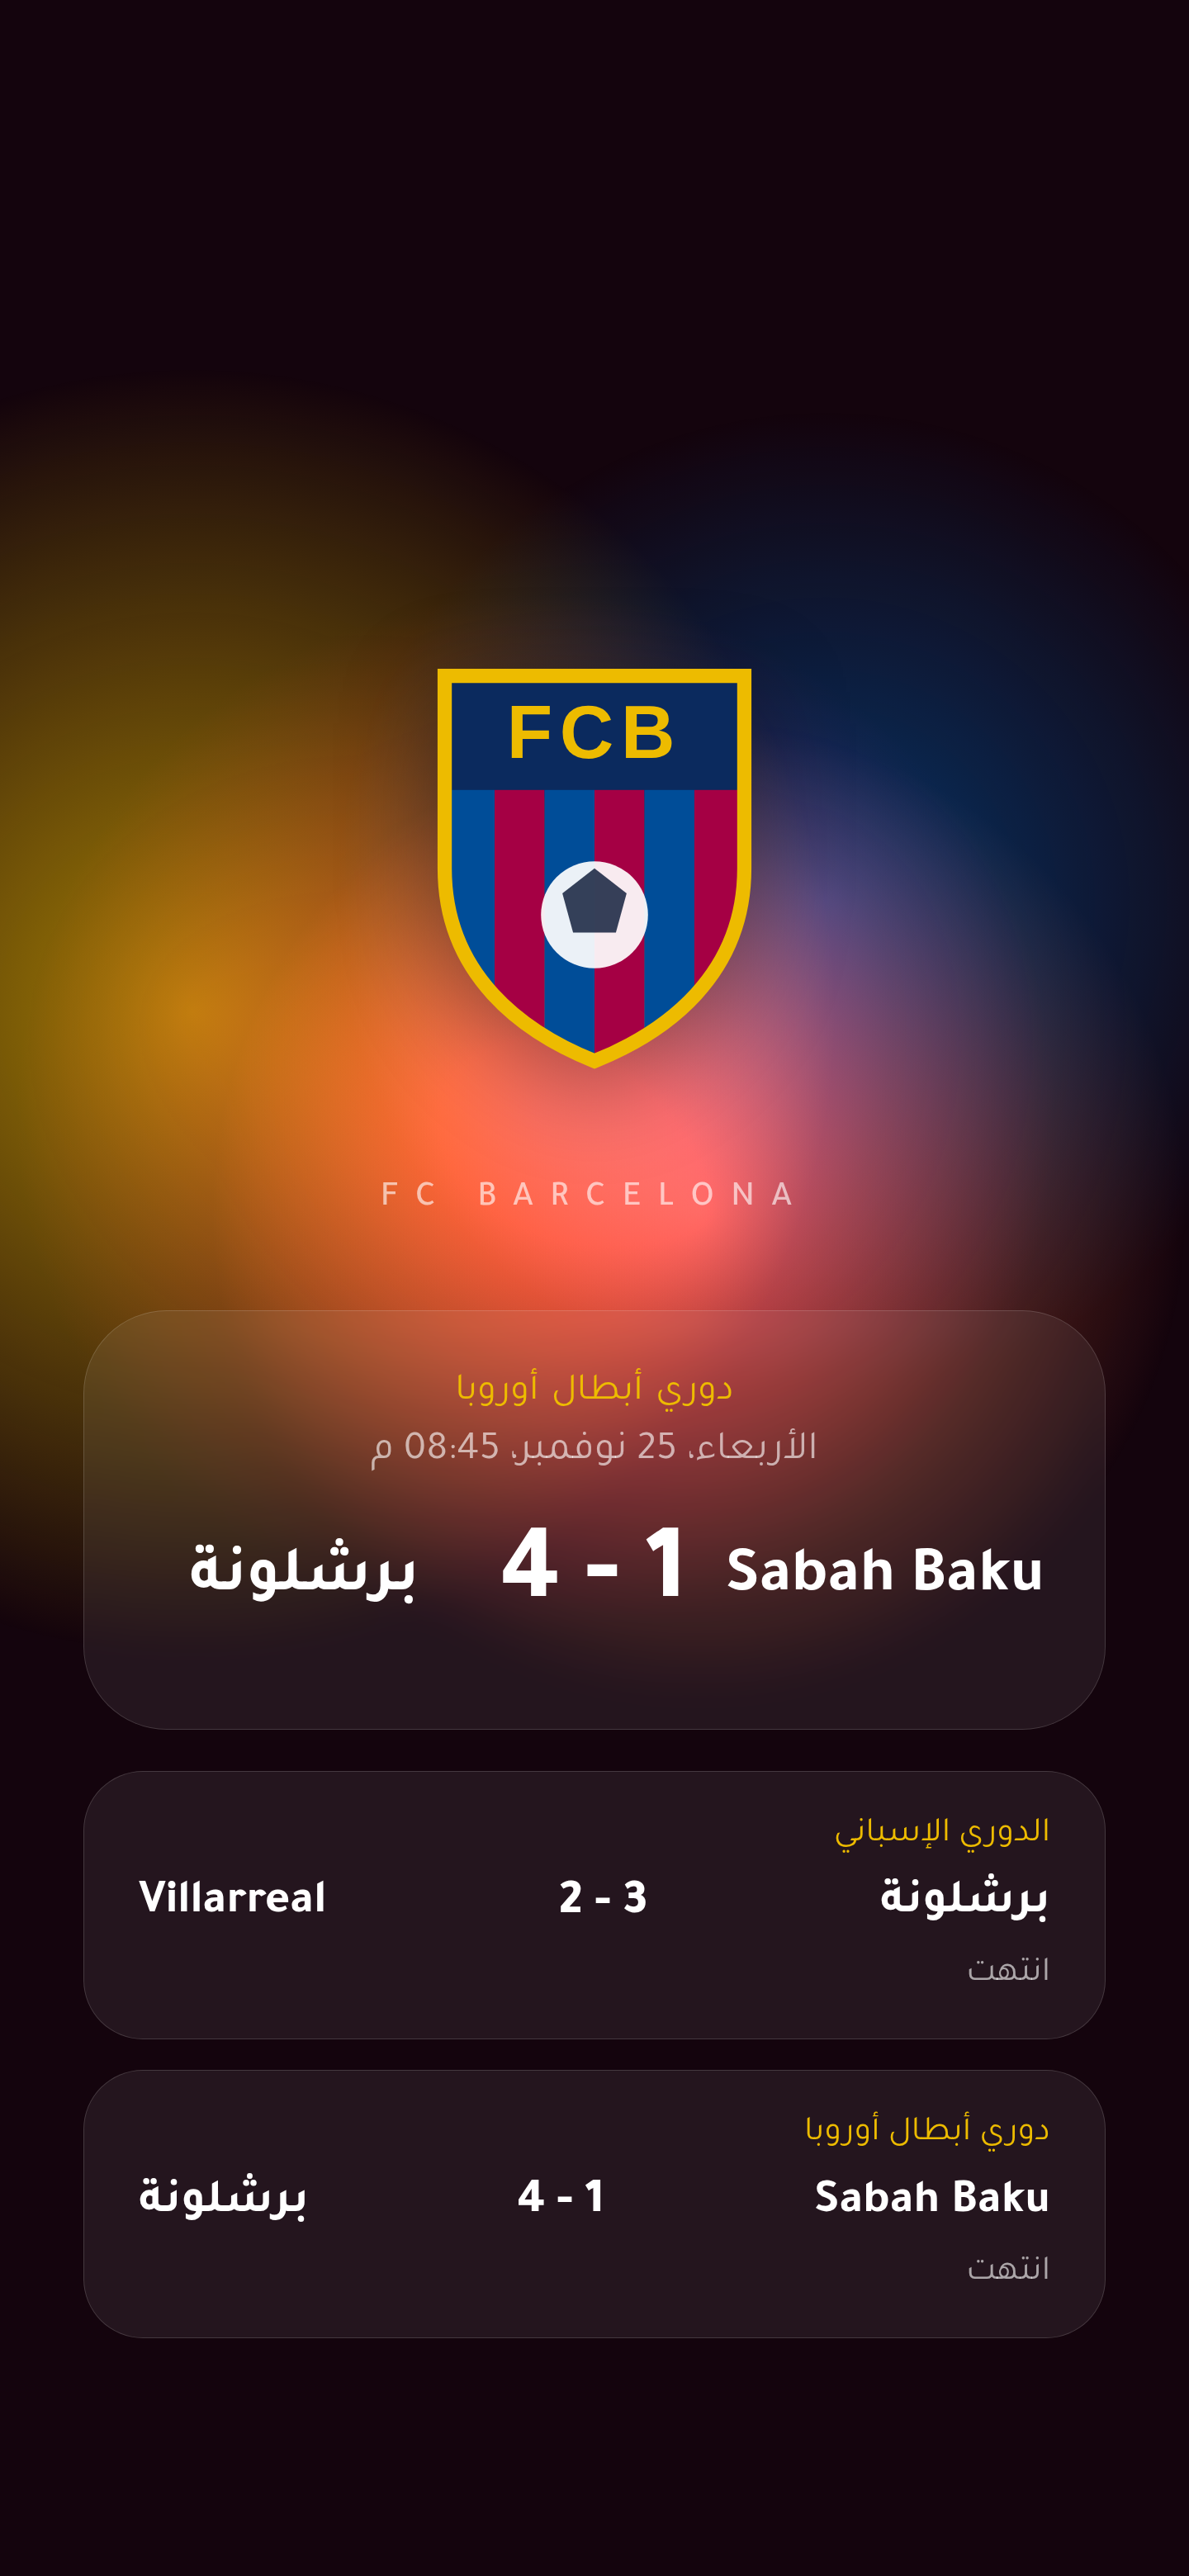 FCB
FC BARCELONA
دوري أبطال أوروبا
الأربعاء، 25 نوفمبر، 08:45 م
Sabah Baku 4 - 1 برشلونة
الدوري الإسباني
برشلونة 2 - 3 Villarreal
انتهت
دوري أبطال أوروبا
Sabah Baku 4 - 1 برشلونة
انتهت